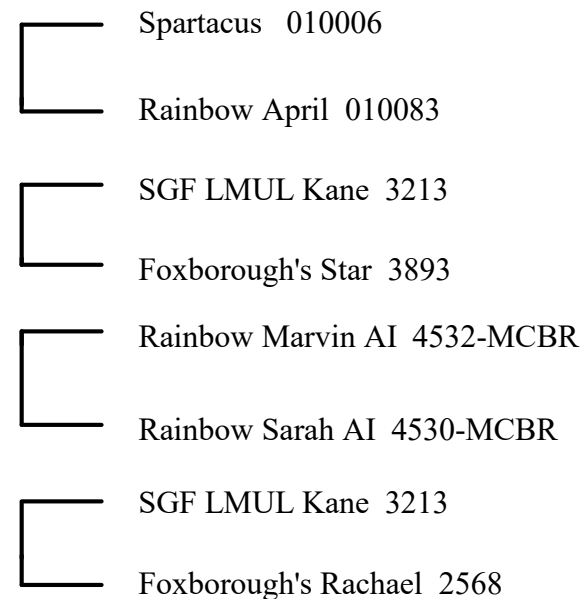 Spartacus 010006
Rainbow April 010083
SGF LMUL Kane 3213
Foxborough's Star 3893
Rainbow Marvin AI 4532-MCBR
Rainbow Sarah AI 4530-MCBR
SGF LMUL Kane 3213
Foxborough's Rachael 2568